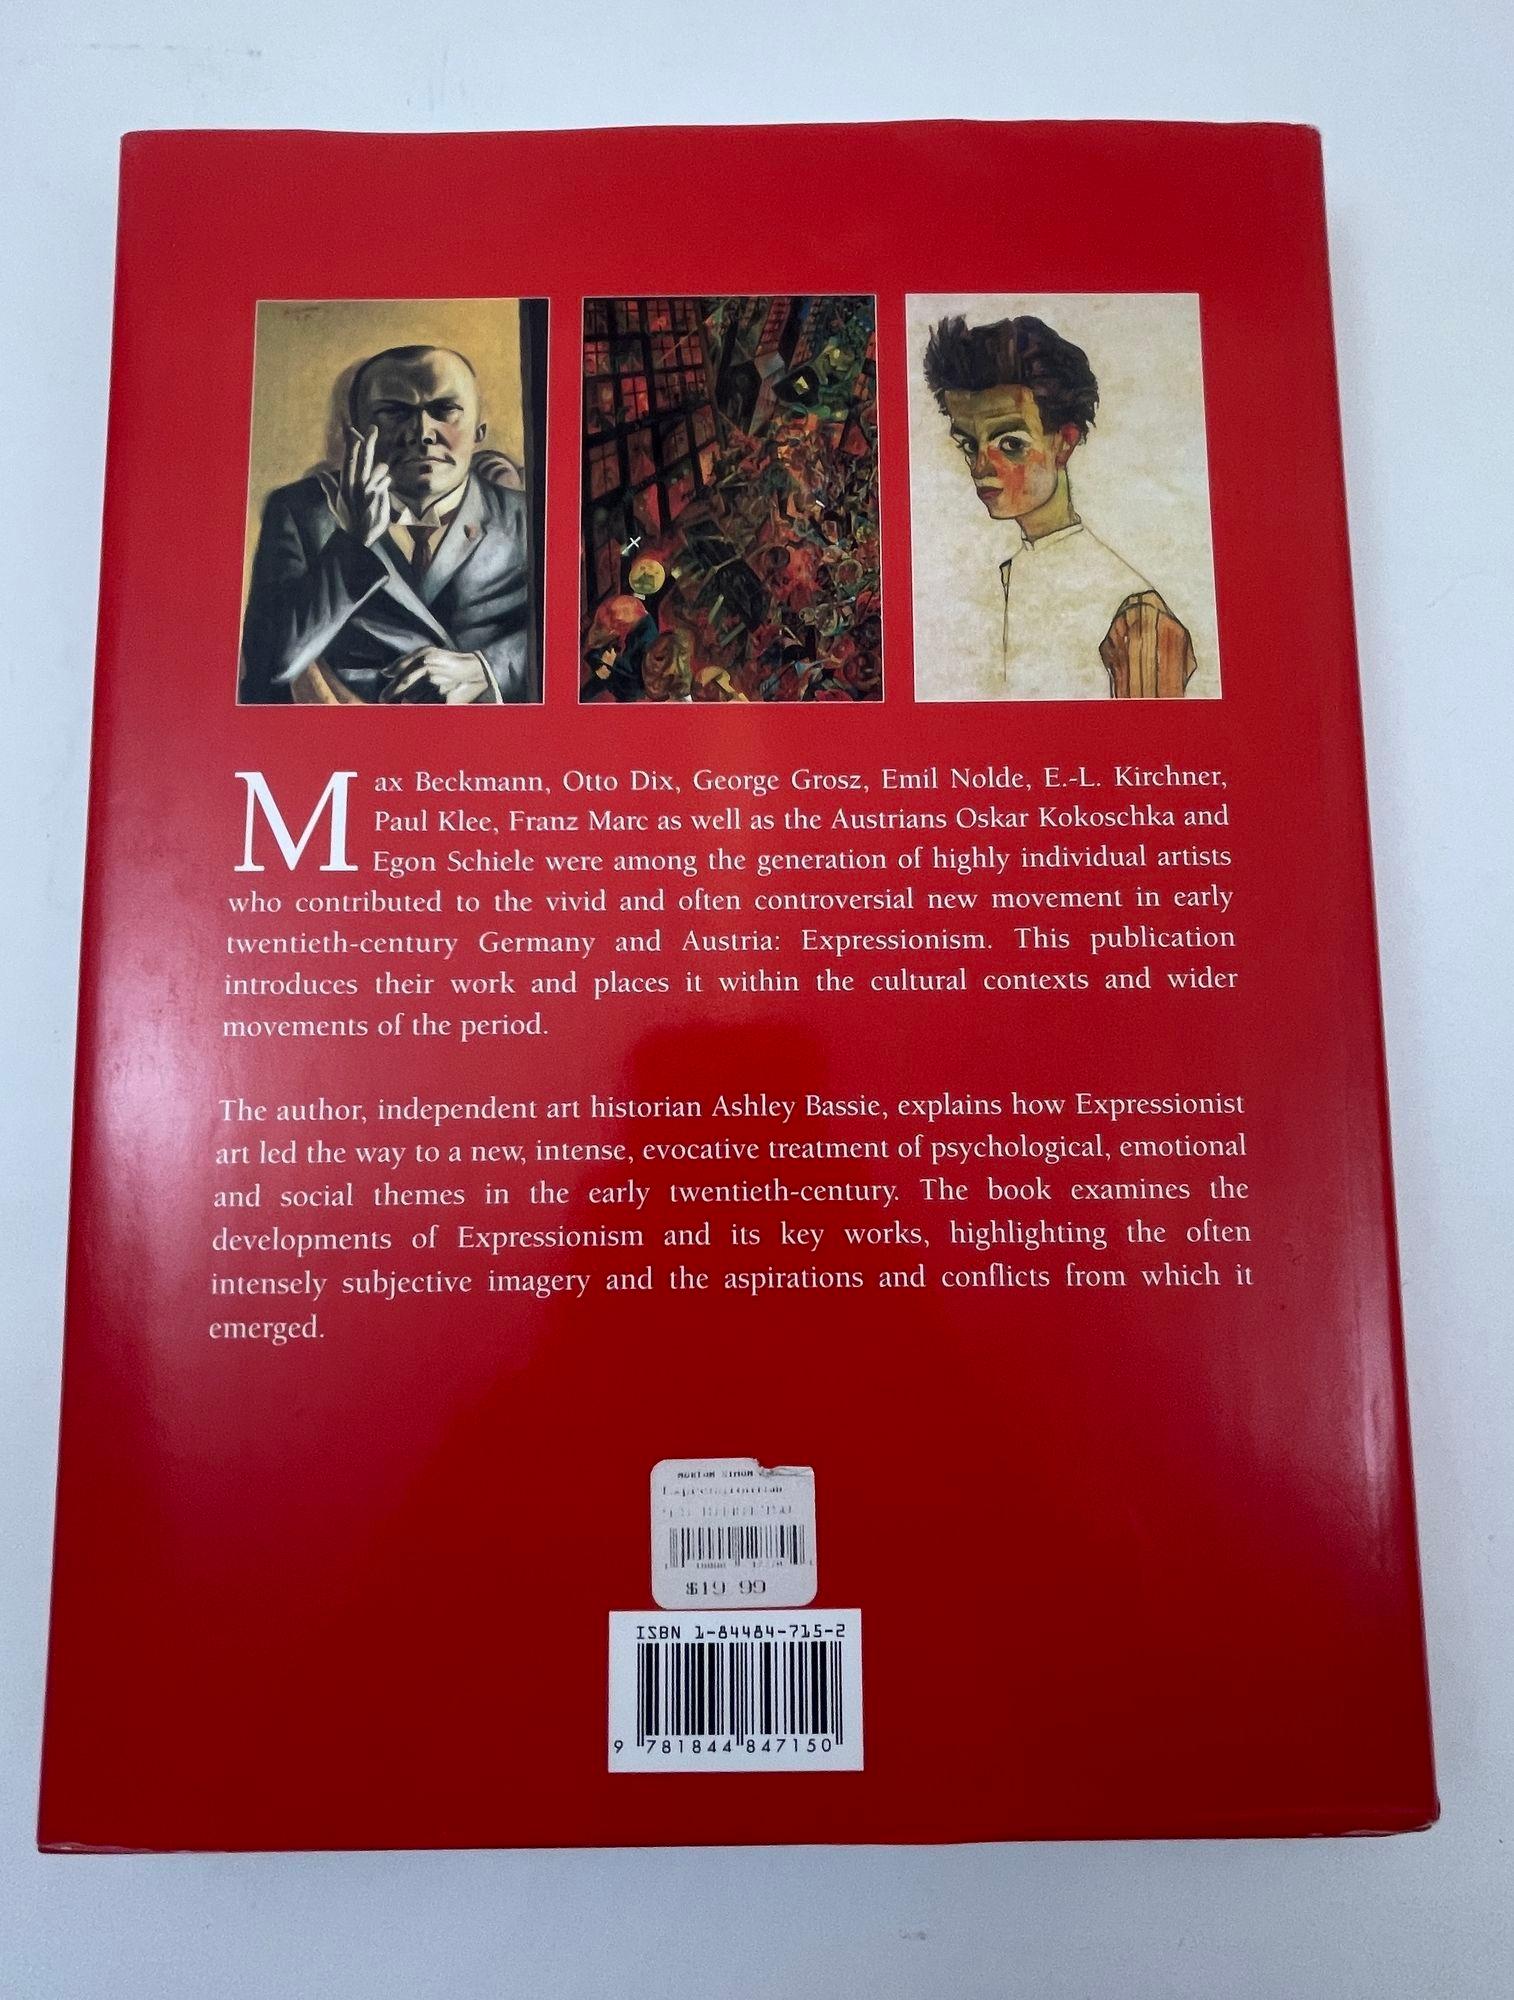 Max Beckmann, Otto Dix, George Grosz, Emil Nolde, E.-L. Kirchner,
Paul Klee, Franz Marc as well as the Austrians Oskar Kokoschka and
Egon Schiele were among the generation of highly individual artists
who contributed to the vivid and often controversial new movement in early
twentieth-century Germany and Austria: Expressionism. This publication
introduces their work and places it within the cultural contexts and wider
movements of the period.
The author, independent art historian Ashley Bassie, explains how Expressionist
art led the way to a new, intense, evocative treatment of psychological, emotional
and social themes in the early twentieth-century. The book examines the
developments of Expressionism and its key works, highlighting the often
intensely subjective imagery and the aspirations and conflicts from which it
emerged.
Expressionism
$19.99
ISBN 1-84484-715-2
9 781844 847150